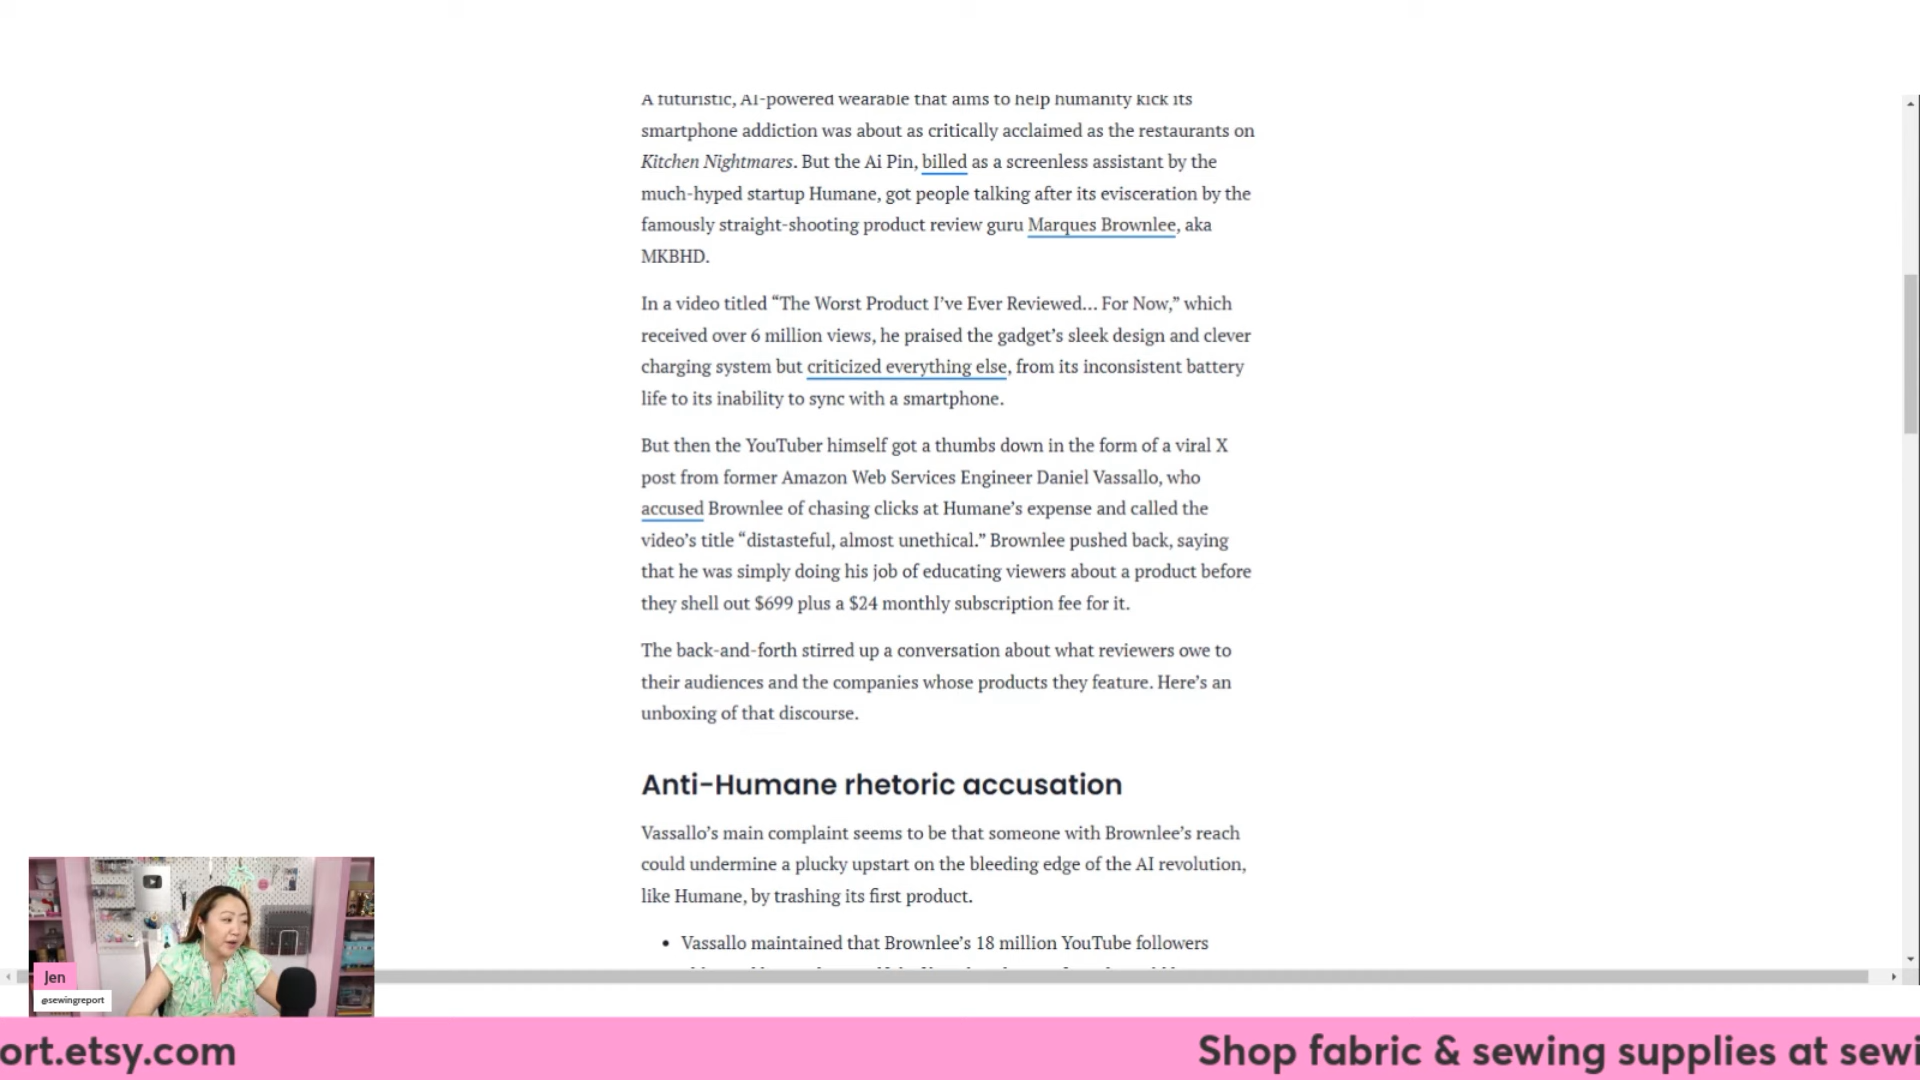 A futuristic, AI-powered wearable that aims to help humanity kick its
smartphone addiction was about as critically acclaimed as the restaurants on
Kitchen Nightmares. But the Ai Pin, billed as a screenless assistant by the
much-hyped startup Humane, got people talking after its evisceration by the
famously straight-shooting product review guru Marques Brownlee, aka
MKBHD.
In a video titled “The Worst Product I’ve Ever Reviewed… For Now,” which
received over 6 million views, he praised the gadget’s sleek design and clever
charging system but criticized everything else, from its inconsistent battery
life to its inability to sync with a smartphone.
But then the YouTuber himself got a thumbs down in the form of a viral X
post from former Amazon Web Services Engineer Daniel Vassallo, who
accused Brownlee of chasing clicks at Humane’s expense and called the
video’s title “distasteful, almost unethical.” Brownlee pushed back, saying
that he was simply doing his job of educating viewers about a product before
they shell out $699 plus a $24 monthly subscription fee for it.
The back-and-forth stirred up a conversation about what reviewers owe to
their audiences and the companies whose products they feature. Here’s an
unboxing of that discourse.
Anti-Humane rhetoric accusation
Vassallo’s main complaint seems to be that someone with Brownlee’s reach
could undermine a plucky upstart on the bleeding edge of the AI revolution,
like Humane, by trashing its first product.
• Vassallo maintained that Brownlee’s 18 million YouTube followers
Jen
@sewingreport
ort.etsy.com
Shop fabric & sewing supplies at sewi